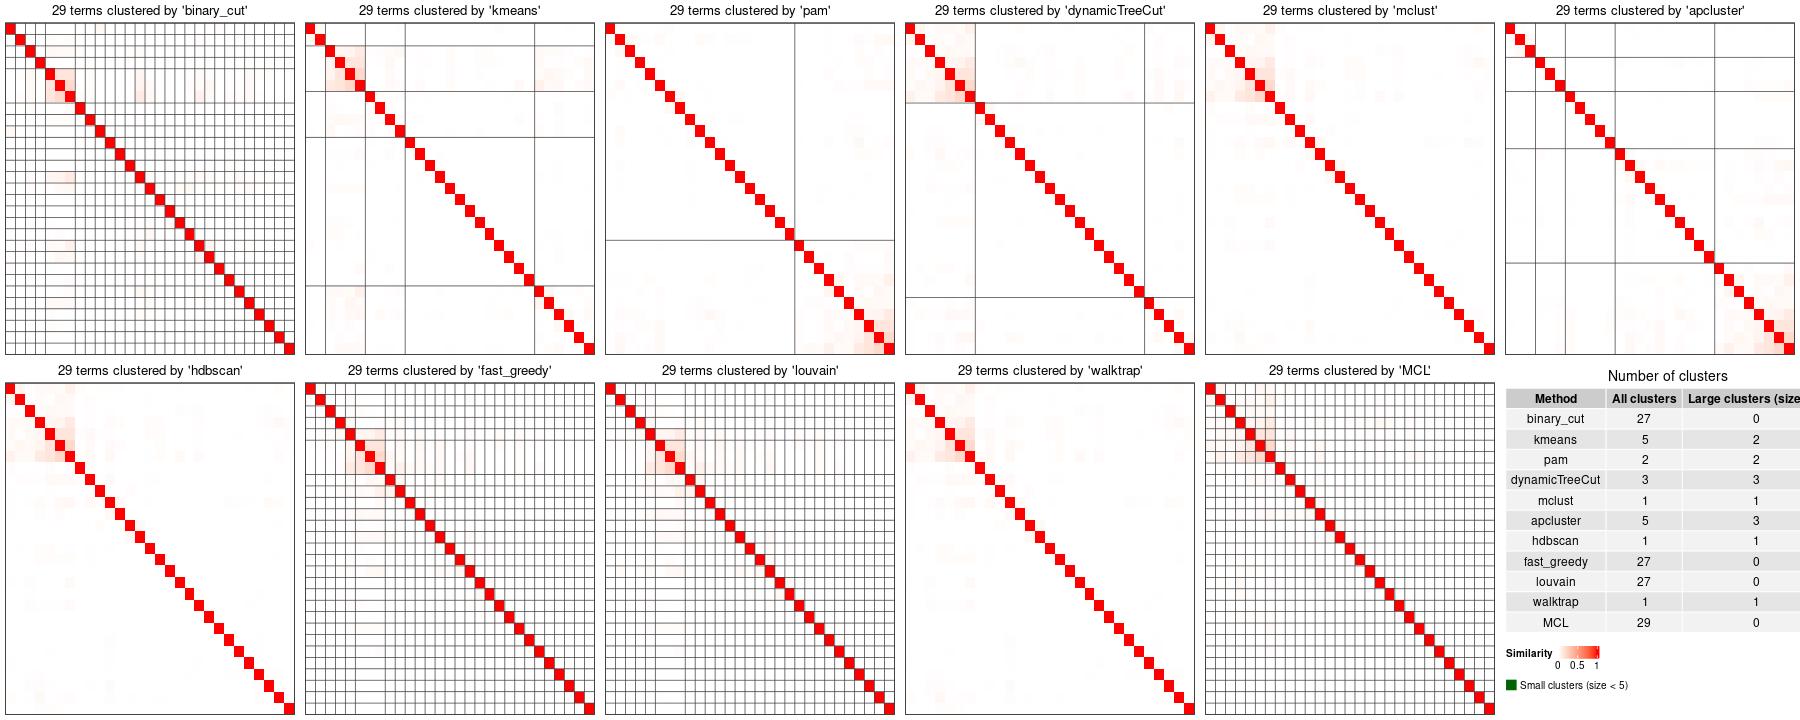 29 terms clustered by 'binary_cut'
29 terms clustered by 'kmeans'
29 terms clustered by 'pam'
29 terms clustered by 'dynamicTreeCut'
29 terms clustered by 'mclust'
29 terms clustered by 'apcluster'
29 terms clustered by 'hdbscan'
29 terms clustered by 'fast_greedy'
29 terms clustered by 'louvain'
29 terms clustered by 'walktrap'
29 terms clustered by 'MCL'
Number of clusters
Method All clusters Large clusters (size
binary_cut 27 0
kmeans 5 2
pam 2 2
dynamicTreeCut 3 3
mclust 1 1
apcluster 5 3
hdbscan 1 1
fast_greedy 27 0
louvain 27 0
walktrap 1 1
MCL 29 0
Similarity
0 0.5 1
Small clusters (size < 5)